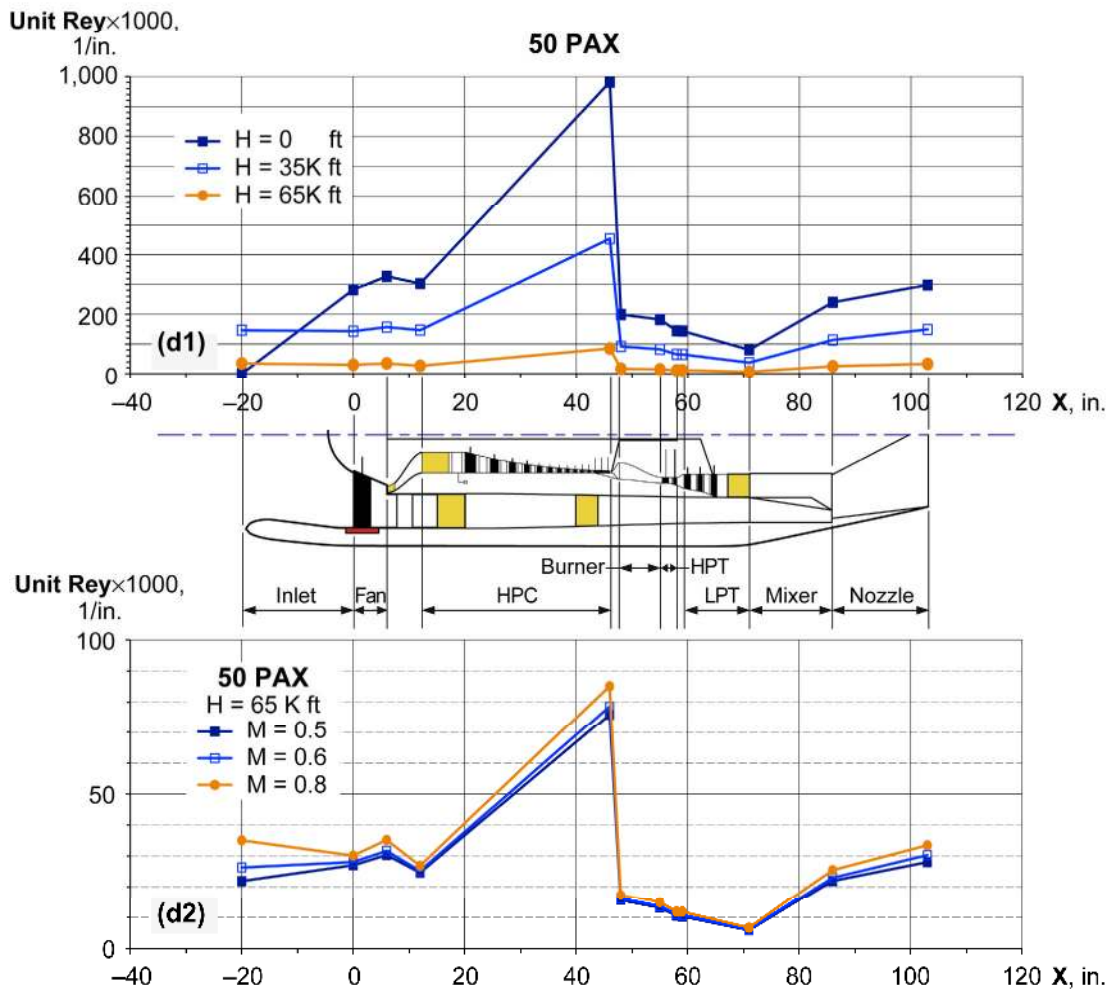 Unit Rey×1000,
1/in.
50 PAX
1,000
800
600
400
200
0
H = 0 ft
H = 35K ft
H = 65K ft
(d1)
–40 –20 0 20 40 60 80 100 120 X, in.
Burner HPT
Inlet Fan HPC LPT Mixer Nozzle
Unit Rey×1000,
1/in.
100
50
0
50 PAX
H = 65 K ft
M = 0.5
M = 0.6
M = 0.8
(d2)
–40 –20 0 20 40 60 80 100 120 X, in.